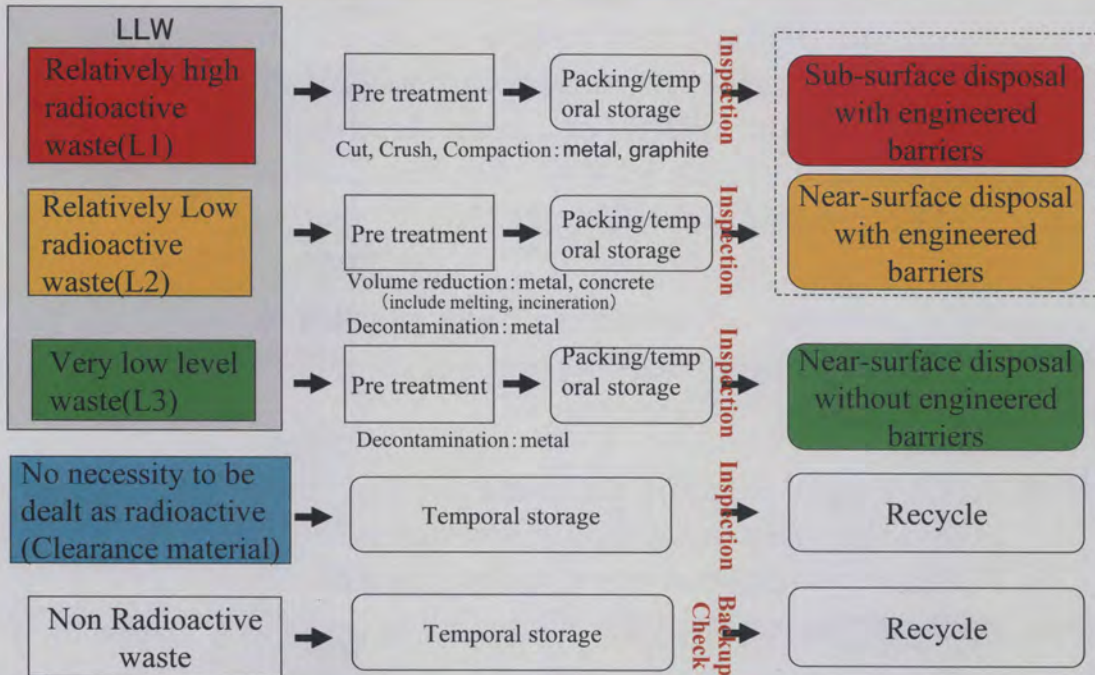 LLW
Relatively high
radioactive
waste(L1)
Pre treatment
Packing/temp
oral storage
Inspection
Sub-surface disposal
with engineered
barriers
Cut, Crush, Compaction：metal, graphite
Relatively Low
radioactive
waste(L2)
Pre treatment
Packing/temp
oral storage
Inspection
Near-surface disposal
with engineered
barriers
Volume reduction：metal, concrete
(include melting, incineration)
Decontamination：metal
Very low level
waste(L3)
Pre treatment
Packing/temp
oral storage
Inspection
Near-surface disposal
without engineered
barriers
Decontamination：metal
No necessity to be
dealt as radioactive
(Clearance material)
Temporal storage
Inspection
Recycle
Non Radioactive
waste
Temporal storage
Backup
Check
Recycle